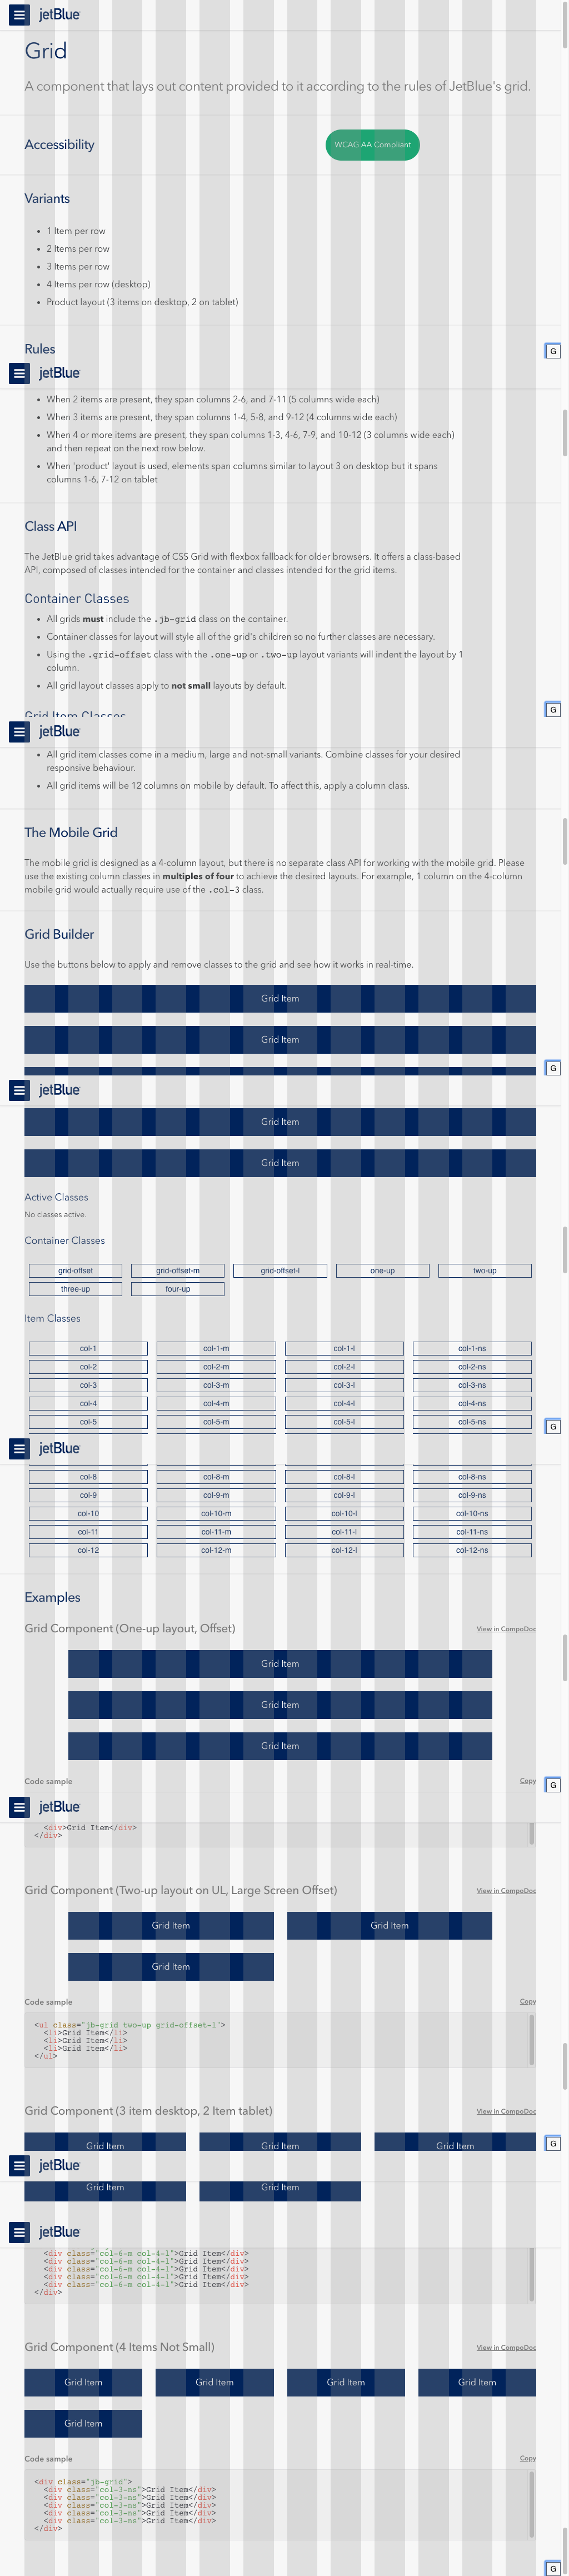 jetBlue
Grid
A component that lays out content provided to it according to the rules of JetBlue's grid.
Accessibility
WCAG AA Compliant
Variants
1 Item per row
2 Items per row
3 Items per row
4 Items per row (desktop)
Product layout (3 items on desktop, 2 on tablet)
Rules
G
jetBlue
When 2 items are present, they span columns 2-6, and 7-11 (5 columns wide each)
When 3 items are present, they span columns 1-4, 5-8, and 9-12 (4 columns wide each)
When 4 or more items are present, they span columns 1-3, 4-6, 7-9, and 10-12 (3 columns wide each)
and then repeat on the next row below.
When 'product' layout is used, elements span columns similar to layout 3 on desktop but it spans
columns 1-6, 7-12 on tablet
Class API
The JetBlue grid takes advantage of CSS Grid with flexbox fallback for older browsers. It offers a class-based
API, composed of classes intended for the container and classes intended for the grid items.
Container Classes
All grids must include the .jb-grid class on the container.
Container classes for layout will style all of the grid's children so no further classes are necessary.
Using the .grid-offset class with the .one-up or .two-up layout variants will indent the layout by 1
column.
All grid layout classes apply to not small layouts by default.
Grid Item Classes
G
jetBlue
All grid item classes come in a medium, large and not-small variants. Combine classes for your desired
responsive behaviour.
All grid items will be 12 columns on mobile by default. To affect this, apply a column class.
The Mobile Grid
The mobile grid is designed as a 4-column layout, but there is no separate class API for working with the mobile grid. Please
use the existing column classes in multiples of four to achieve the desired layouts. For example, 1 column on the 4-column
mobile grid would actually require use of the .col-3 class.
Grid Builder
Use the buttons below to apply and remove classes to the grid and see how it works in real-time.
Grid Item
Grid Item
G
jetBlue
Grid Item
Grid Item
Active Classes
No classes active.
Container Classes
grid-offset grid-offset-m grid-offset-l one-up two-up
three-up four-up
Item Classes
col-1 col-1-m col-1-l col-1-ns
col-2 col-2-m col-2-l col-2-ns
col-3 col-3-m col-3-l col-3-ns
col-4 col-4-m col-4-l col-4-ns
col-5 col-5-m col-5-l col-5-ns
G
jetBlue
col-8 col-8-m col-8-l col-8-ns
col-9 col-9-m col-9-l col-9-ns
col-10 col-10-m col-10-l col-10-ns
col-11 col-11-m col-11-l col-11-ns
col-12 col-12-m col-12-l col-12-ns
Examples
Grid Component (One-up layout, Offset) View in CompoDoc
Grid Item
Grid Item
Grid Item
Code sample Copy
G
jetBlue
<div>Grid Item</div>
</div>
Grid Component (Two-up layout on UL, Large Screen Offset) View in CompoDoc
Grid Item Grid Item
Grid Item
Code sample Copy
<ul class="jb-grid two-up grid-offset-l">
<li>Grid Item</li>
<li>Grid Item</li>
<li>Grid Item</li>
</ul>
Grid Component (3 item desktop, 2 Item tablet) View in CompoDoc
Grid Item Grid Item Grid Item
G
jetBlue
Grid Item Grid Item
jetBlue
<div class="col-6-m col-4-l">Grid Item</div>
<div class="col-6-m col-4-l">Grid Item</div>
<div class="col-6-m col-4-l">Grid Item</div>
<div class="col-6-m col-4-l">Grid Item</div>
<div class="col-6-m col-4-l">Grid Item</div>
</div>
Grid Component (4 Items Not Small) View in CompoDoc
Grid Item Grid Item Grid Item Grid Item
Grid Item
Code sample Copy
<div class="jb-grid">
<div class="col-3-ns">Grid Item</div>
<div class="col-3-ns">Grid Item</div>
<div class="col-3-ns">Grid Item</div>
<div class="col-3-ns">Grid Item</div>
<div class="col-3-ns">Grid Item</div>
</div>
G